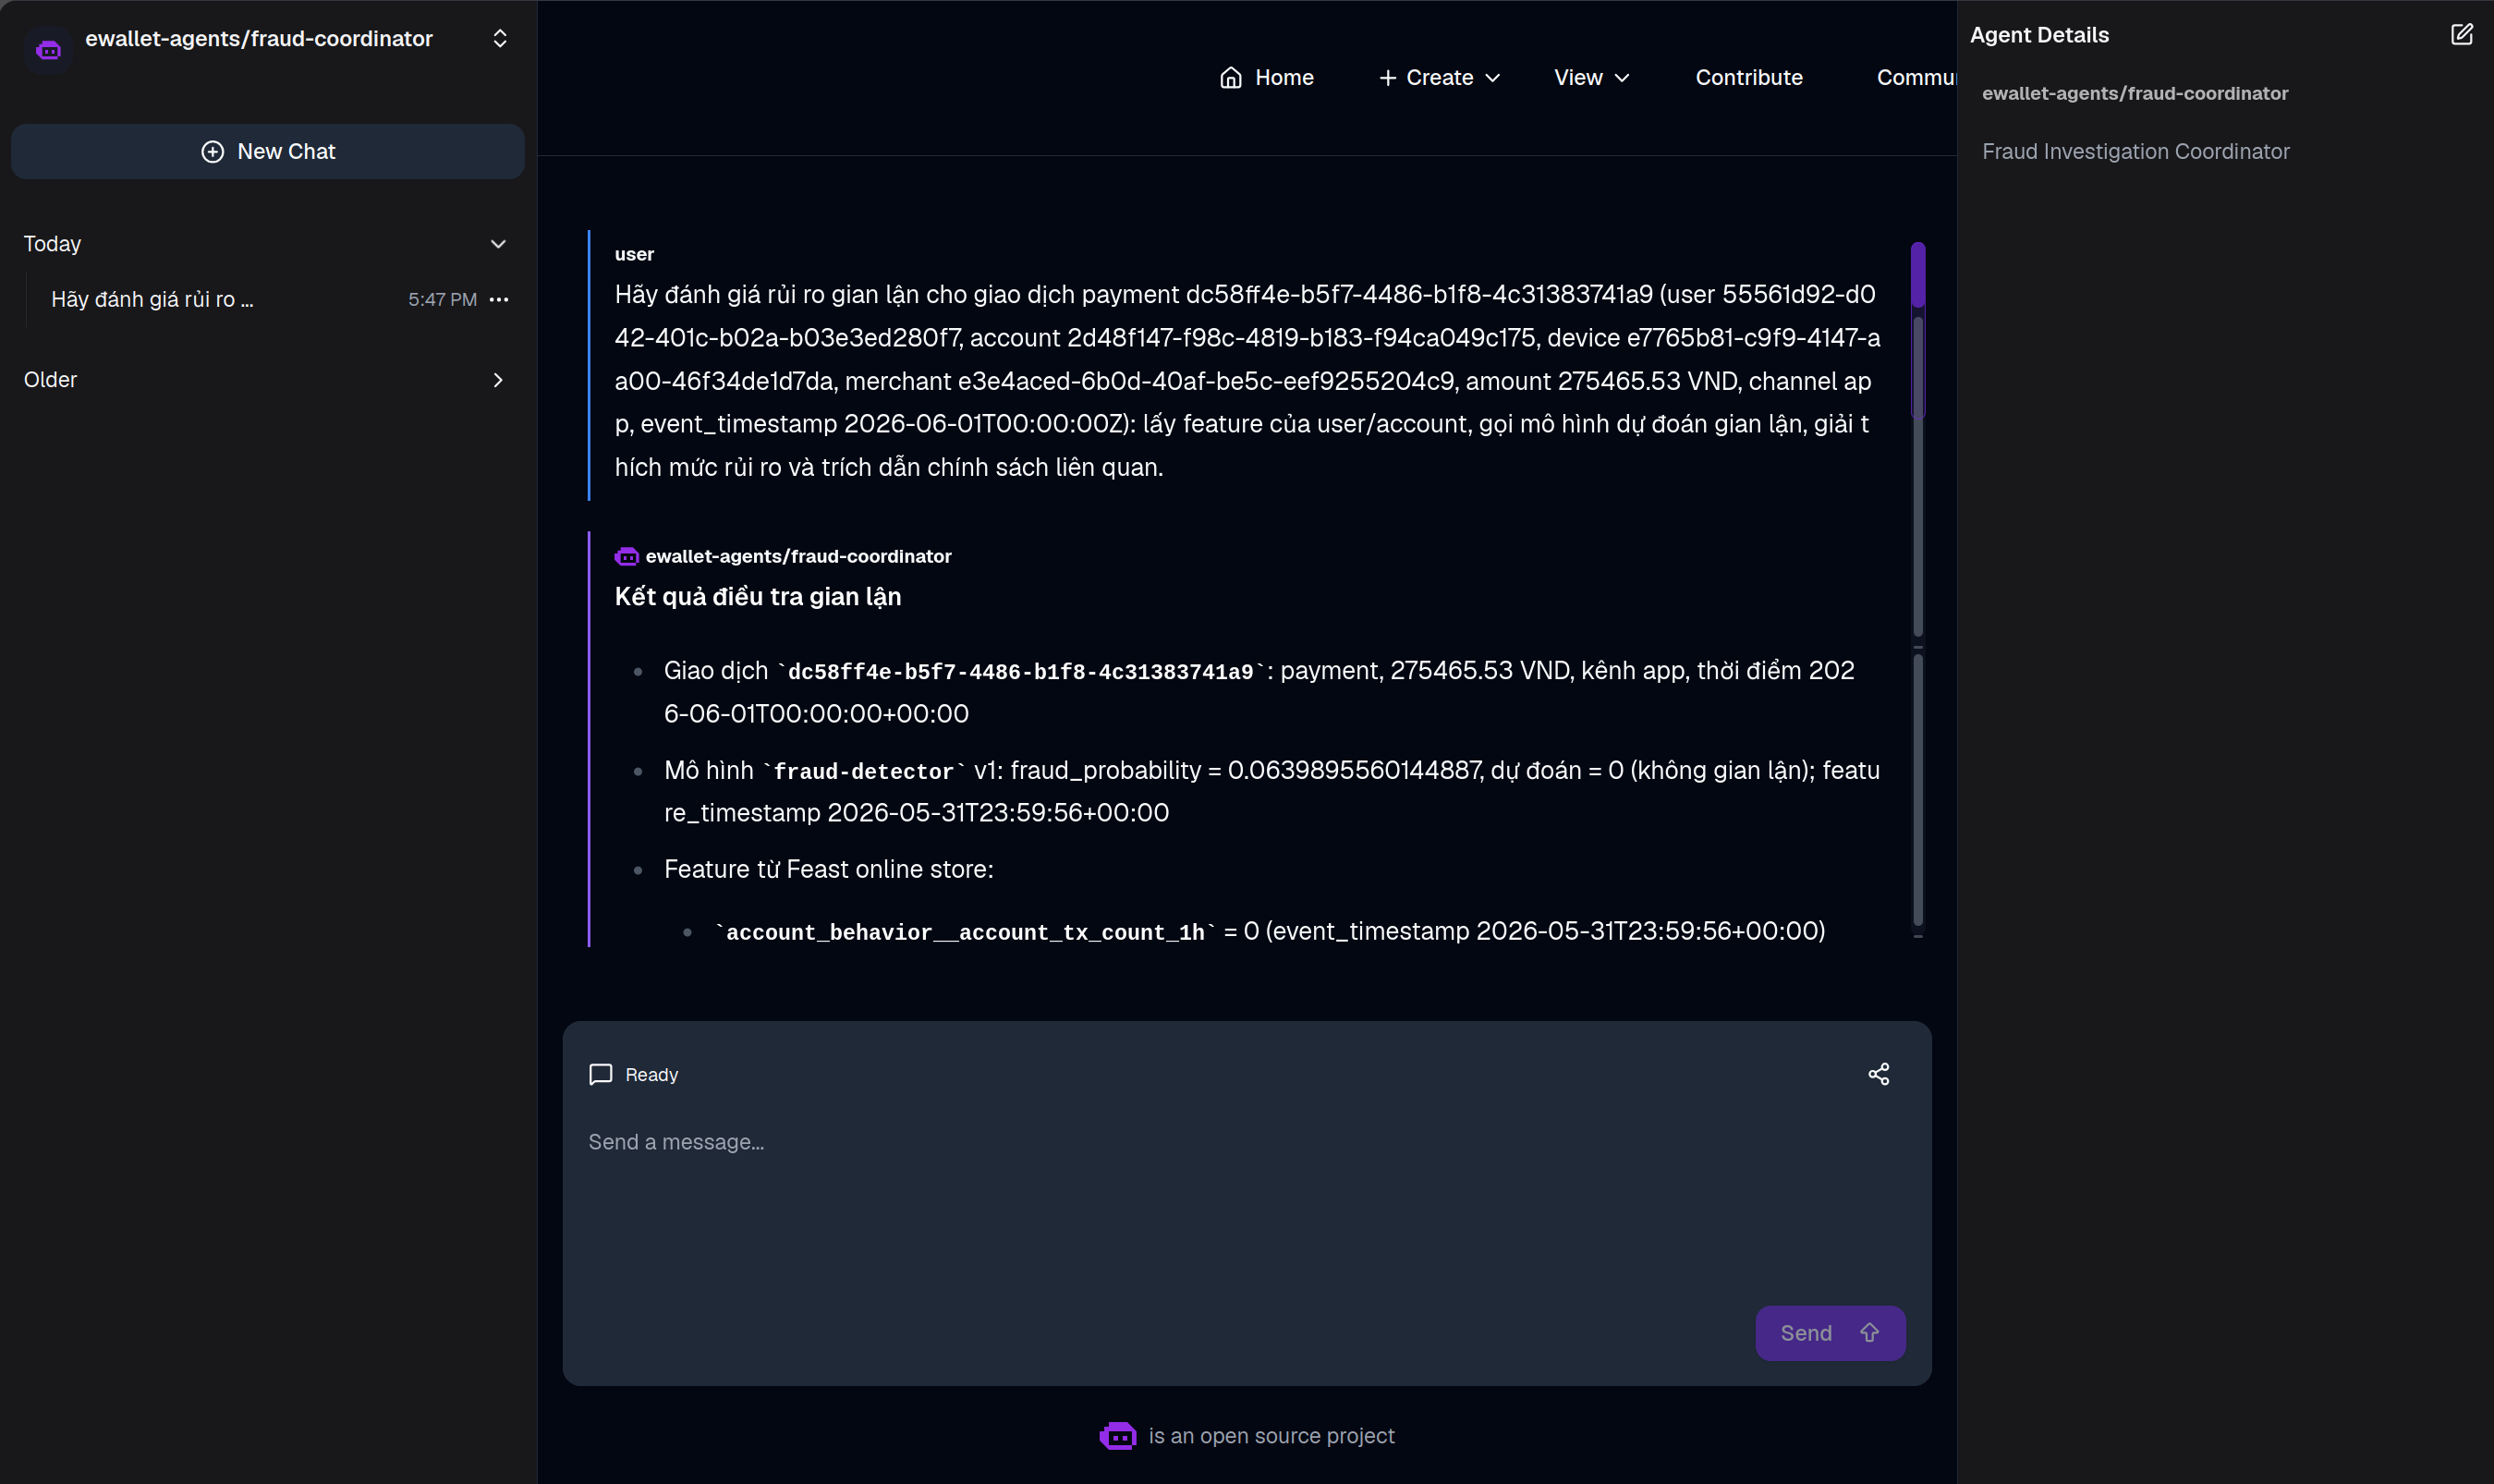 ewallet-agents/fraud-coordinator
New Chat
Today
Hãy đánh giá rủi ro ...
5:47 PM
Older
Home
Create
View
Contribute
Commu
user
Hãy đánh giá rủi ro gian lận cho giao dịch payment dc58ff4e-b5f7-4486-b1f8-4c31383741a9 (user 55561d92-d0
42-401c-b02a-b03e3ed280f7, account 2d48f147-f98c-4819-b183-f94ca049c175, device e7765b81-c9f9-4147-a
a00-46f34de1d7da, merchant e3e4aced-6b0d-40af-be5c-eef9255204c9, amount 275465.53 VND, channel ap
p, event_timestamp 2026-06-01T00:00:00Z): lấy feature của user/account, gọi mô hình dự đoán gian lận, giải t
hích mức rủi ro và trích dẫn chính sách liên quan.
ewallet-agents/fraud-coordinator
Kết quả điều tra gian lận
Giao dịch `dc58ff4e-b5f7-4486-b1f8-4c31383741a9`: payment, 275465.53 VND, kênh app, thời điểm 202
6-06-01T00:00:00+00:00
Mô hình `fraud-detector` v1: fraud_probability = 0.0639895560144887, dự đoán = 0 (không gian lận); featu
re_timestamp 2026-05-31T23:59:56+00:00
Feature từ Feast online store:
`account_behavior__account_tx_count_1h` = 0 (event_timestamp 2026-05-31T23:59:56+00:00)
Ready
Send a message...
Send
is an open source project
Agent Details
ewallet-agents/fraud-coordinator
Fraud Investigation Coordinator